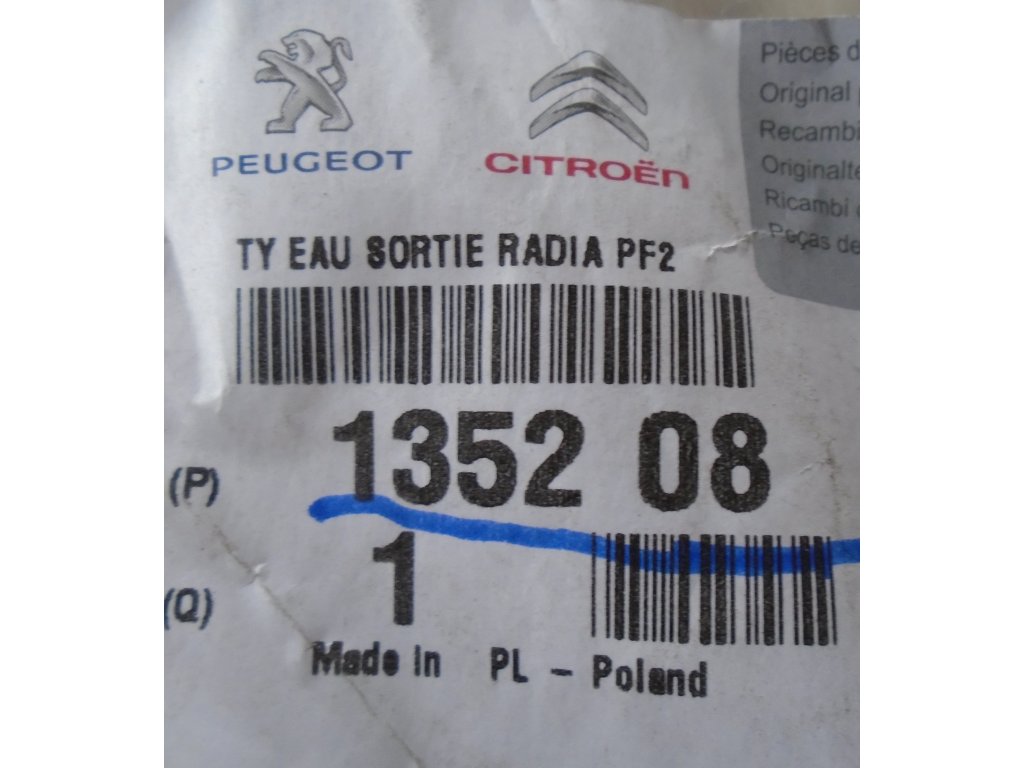 PEUGEOT CITROËN
Pièces d
Original
Recambi
Originalte
Ricambi
Peças de
TY EAU SORTIE RADIA PF2
(P) 1352 08
(Q) 1
Made in PL - Poland